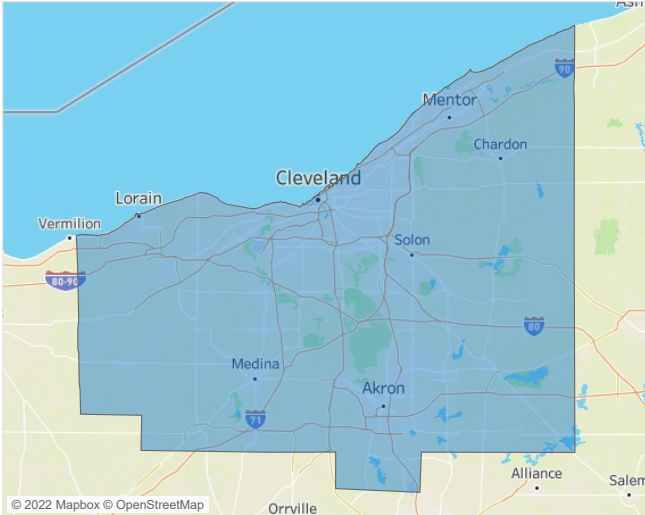 Ash
Mentor
90
Chardon
Cleveland
Lorain
Vermilion
Solon
80-90
80
Medina
Akron
71
Alliance
Salem
Orrville
© 2022 Mapbox © OpenStreetMap